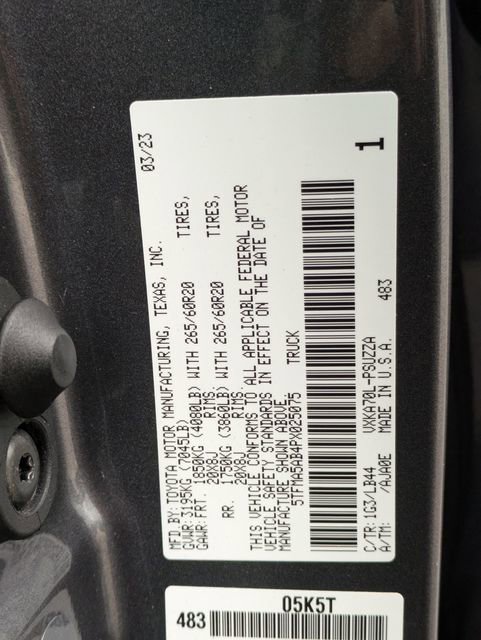 MFD.BY: TOYOTA MOTOR MANUFACTURING, TEXAS, INC. 03/23
GVWR:3195KG (7045LB)
GAWR: FRT. 1850KG (4080LB) WITH 265/60R20 TIRES,
20X8J RIMS
RR. 1750KG (3860LB) WITH 265/60R20 TIRES,
20X8J RIMS
THIS VEHICLE CONFORMS TO ALL APPLICABLE FEDERAL MOTOR
VEHICLE SAFETY STANDARDS IN EFFECT ON THE DATE OF
MANUFACTURE SHOWN ABOVE.
5TFMA5AB4PX025075 TRUCK
C/TR:1G3/LB44 VXKA70L-PSUZZA
A/TM: /AJA0E MADE IN U.S.A. 483
1
483 05K5T